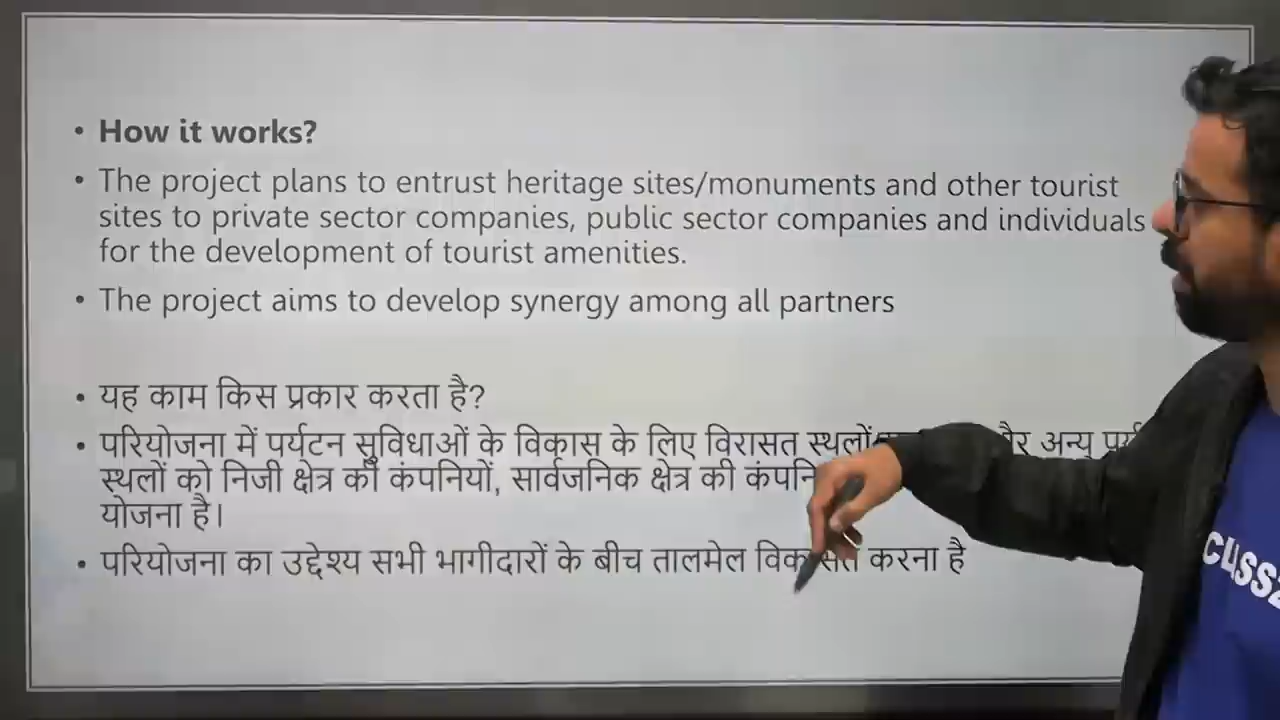 • How it works?
• The project plans to entrust heritage sites/monuments and other tourist
sites to private sector companies, public sector companies and individuals
for the development of tourist amenities.
• The project aims to develop synergy among all partners
• यह काम किस प्रकार करता है?
• परियोजना में पर्यटन सुविधाओं के विकास के लिए विरासत स्थलों अन्य
स्थलों को निजी क्षेत्र की कंपनियों, सार्वजनिक क्षेत्र की
योजना है।
• परियोजना का उद्देश्य सभी भागीदारों के बीच तालमेल विकसित करना है